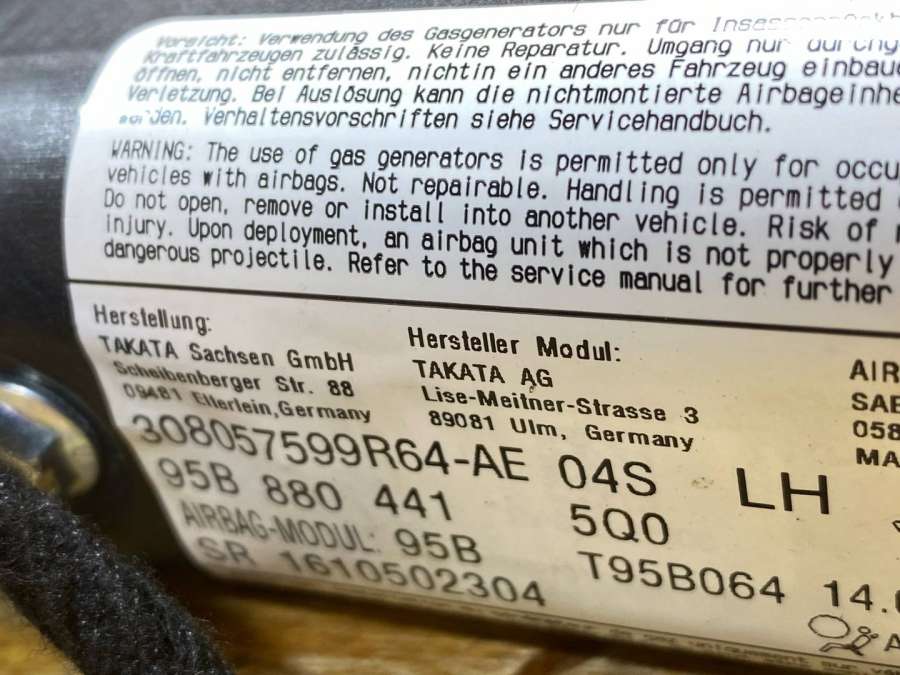 Vorsicht: Verwendung des Gasgenerators nur für
Kraftfahrzeugen zulässig. Keine Reparatur. Umgang nur durch
öffnen, nicht entfernen, nichtin ein anderes Fahrzeug einbau
Verletzung. Bei Auslösung kann die nichtmontierte Airbageinhe
Verhaltensvorschriften siehe Servicehandbuch.
WARNING: The use of gas generators is permitted only for occu
vehicles with airbags. Not repairable. Handling is permitted
Do not open, remove or install into another vehicle. Risk of
injury. Upon deployment, an airbag unit which is not properly
dangerous projectile. Refer to the service manual for further
Herstellung:
TAKATA Sachsen GmbH
Scheibenberger Str. 88
09481 Elterlein, Germany
Hersteller Modul:
TAKATA AG
Lise-Meitner-Strasse 3
89081 Ulm, Germany
AIR
SAE
058
MA
308057599R64-AE 04S LH
95B 880 441 5Q0
AIRBAG-MODUL: 95B T95B064 14.
SR 1610502304
A